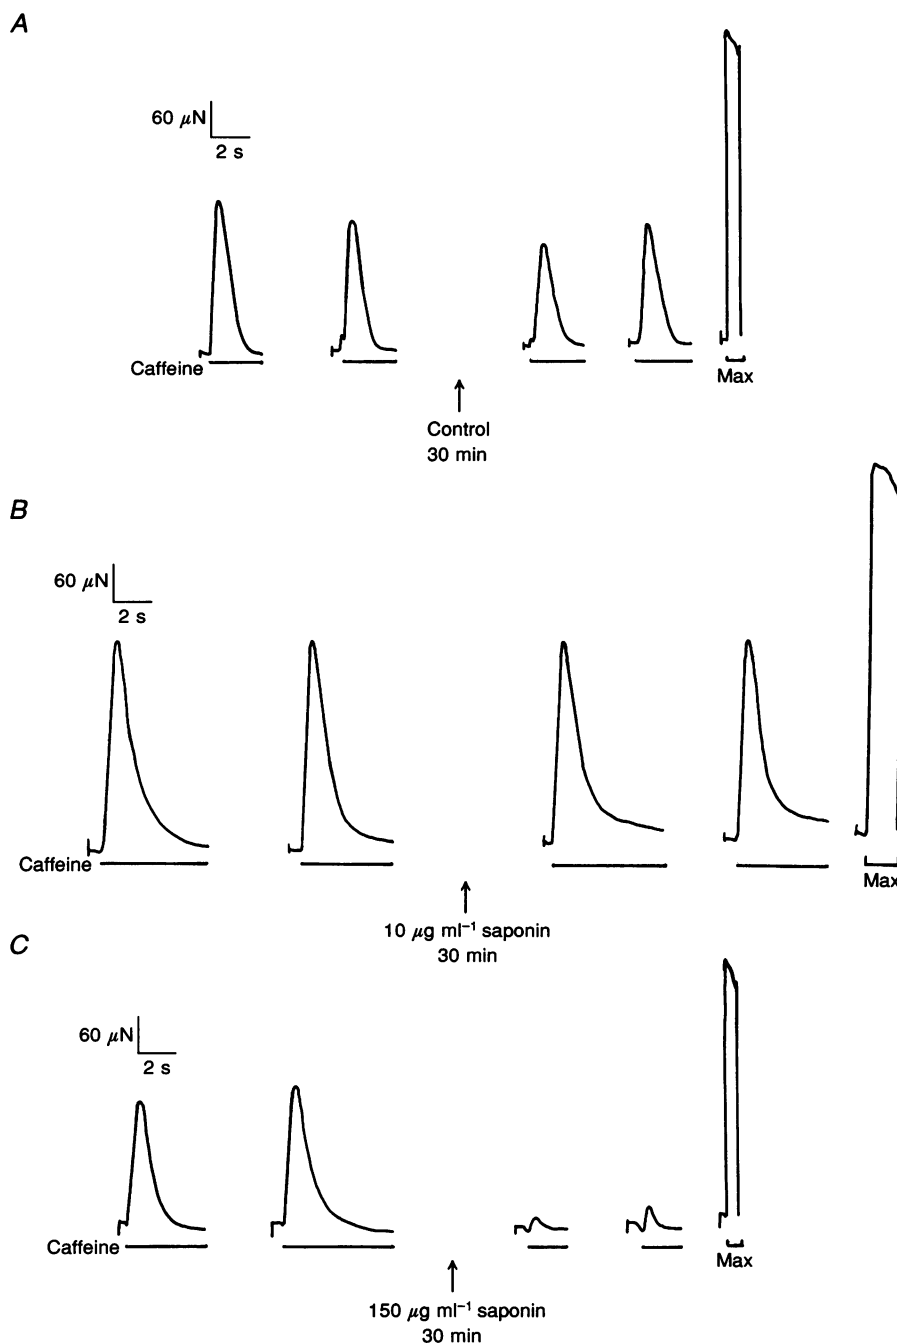 A
60 μN
2 s
Caffeine
Max
Control
30 min
B
60 μN
2 s
Caffeine
Max
10 μg ml⁻¹ saponin
30 min
C
60 μN
2 s
Caffeine
Max
150 μg ml⁻¹ saponin
30 min